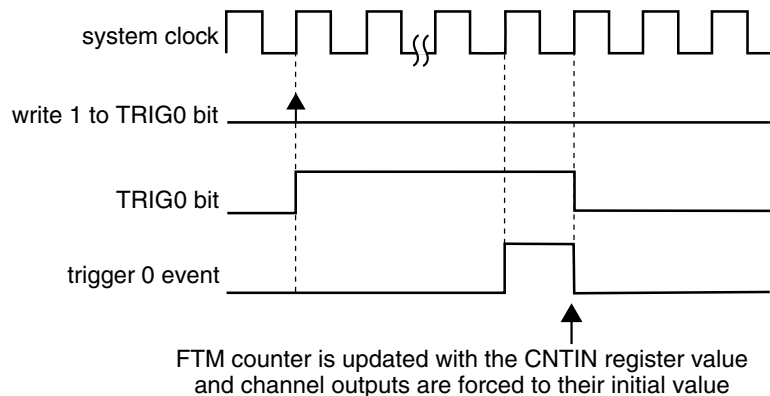 system clock
write 1 to TRIG0 bit
TRIG0 bit
trigger 0 event
FTM counter is updated with the CNTIN register value
and channel outputs are forced to their initial value